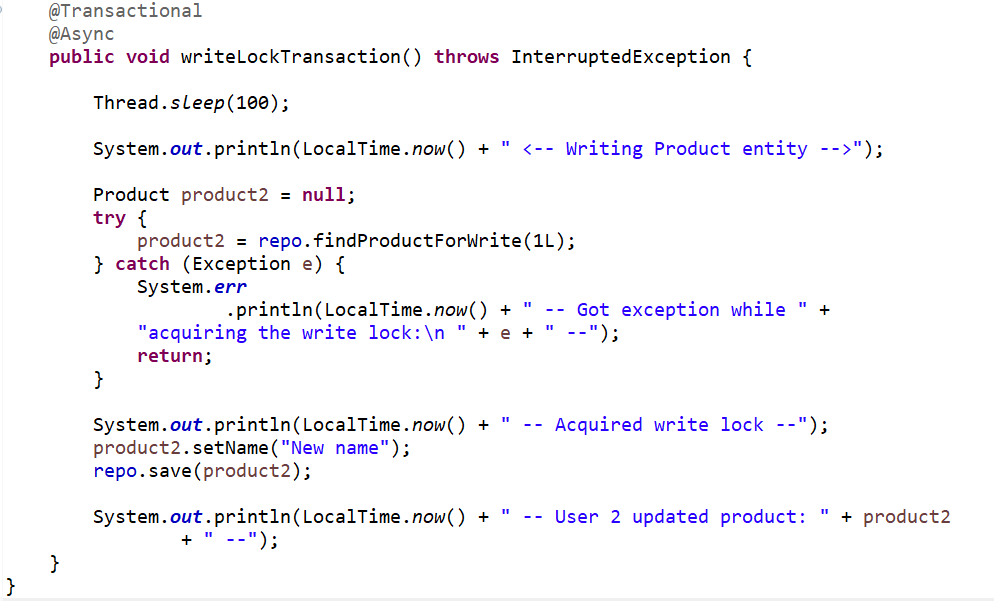 @Transactional
@Async
public void writeLockTransaction() throws InterruptedException {
Thread.sleep(100);
System.out.println(LocalTime.now() + " <-- Writing Product entity -->");
Product product2 = null;
try {
product2 = repo.findProductForWrite(1L);
} catch (Exception e) {
System.err
.println(LocalTime.now() + " -- Got exception while " +
"acquiring the write lock:\n " + e + " --");
return;
}
System.out.println(LocalTime.now() + " -- Acquired write lock --");
product2.setName("New name");
repo.save(product2);
System.out.println(LocalTime.now() + " -- User 2 updated product: " + product2
+ " --");
}
}